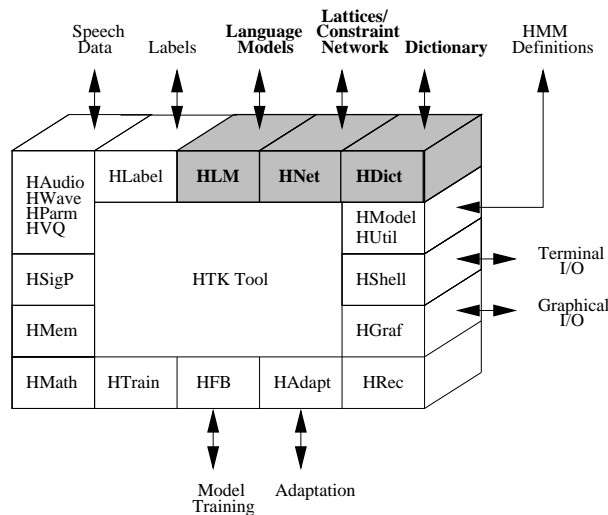 Speech
Data
Labels
Language
Models
Lattices/
Constraint
Network
Dictionary
HMM
Definitions
HAudio
HWave
HParm
HVQ
HLabel
HLM
HNet
HDict
HModel
HUtil
HSigP
HTK Tool
HShell
Terminal
I/O
HMem
HGraf
Graphical
I/O
HMath
HTrain
HFB
HAdapt
HRec
Model
Training
Adaptation